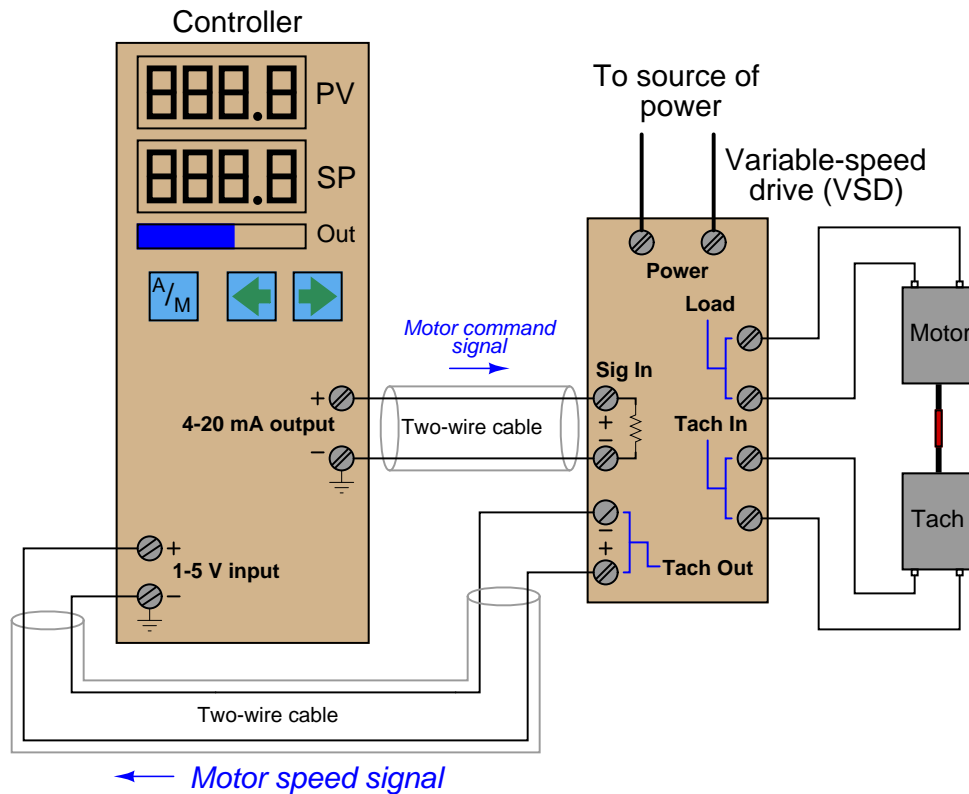 Controller
888.8 PV
888.8 SP
Out
A/M
To source of
power
Variable-speed
drive (VSD)
Power
Load
Motor
Motor command
signal
Sig In
+
4-20 mA output
Two-wire cable
+
−
Tach In
−
Tach
−
+
Tach Out
+
1-5 V input
−
Two-wire cable
Motor speed signal